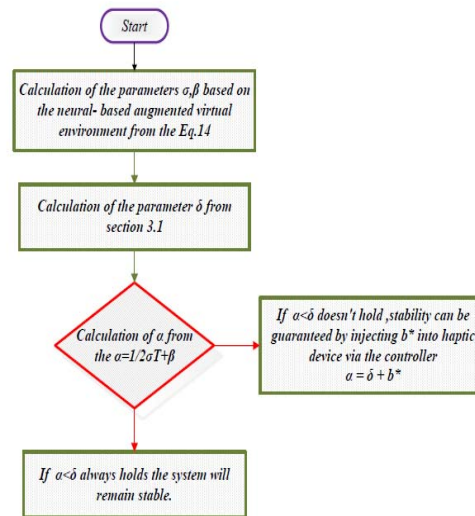 Start
Calculation of the parameters σ,β based on
the neural- based augmented virtual
environment from the Eq.14
Calculation of the parameter δ from
section 3.1
Calculation of α from
the α=1/2σT+β
If α<δ doesn't hold ,stability can be
guaranteed by injecting b* into haptic
device via the controller
α = δ + b*
If α<δ always holds the system will
remain stable.